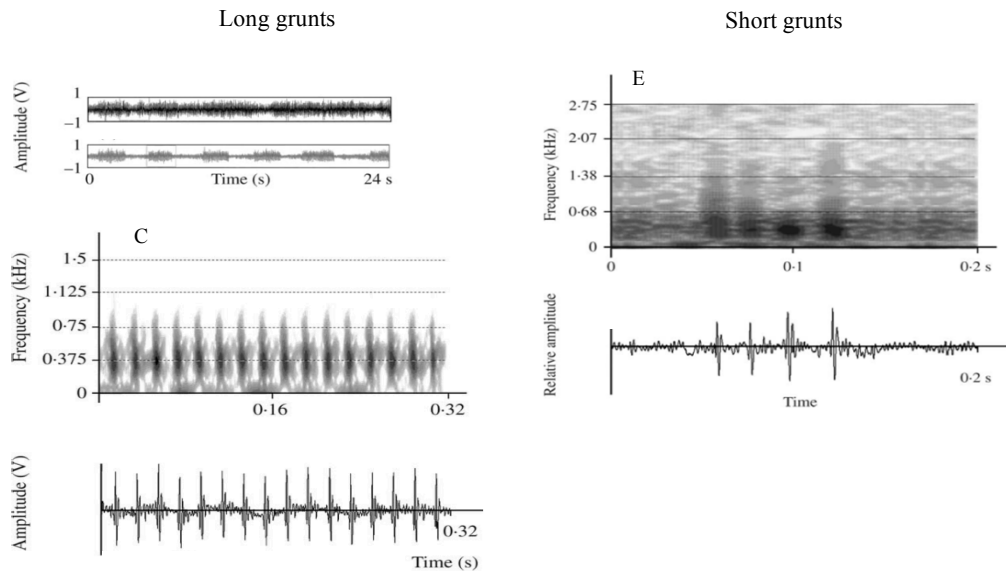 Long grunts
Short grunts
Amplitude (V)
1
–1
1
–1
0
Time (s)
24 s
C
Frequency (kHz)
1·5
1·125
0·75
0·375
0
0·16
0·32
Amplitude (V)
0·32
Time (s)
E
Frequency (kHz)
2·75
2·07
1·38
0·68
0
0
0·1
0·2 s
Relative amplitude
0·2 s
Time